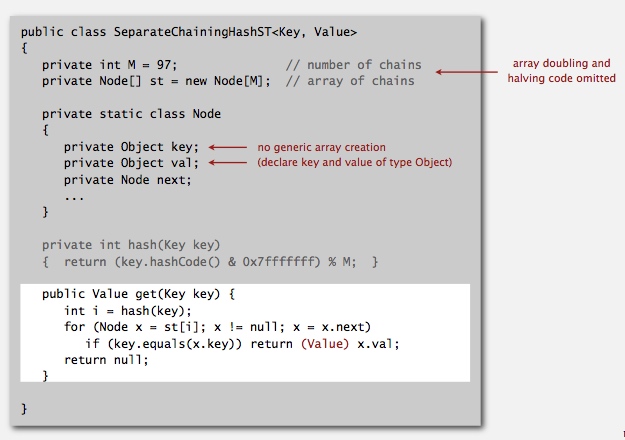 public class SeparateChainingHashST<Key, Value>
{
private int M = 97; // number of chains
private Node[] st = new Node[M]; // array of chains
array doubling and
halving code omitted
private static class Node
{
private Object key;
no generic array creation
private Object val;
(declare key and value of type Object)
private Node next;
...
}
private int hash(Key key)
{ return (key.hashCode() & 0x7fffffff) % M; }
public Value get(Key key) {
int i = hash(key);
for (Node x = st[i]; x != null; x = x.next)
if (key.equals(x.key)) return (Value) x.val;
return null;
}
}